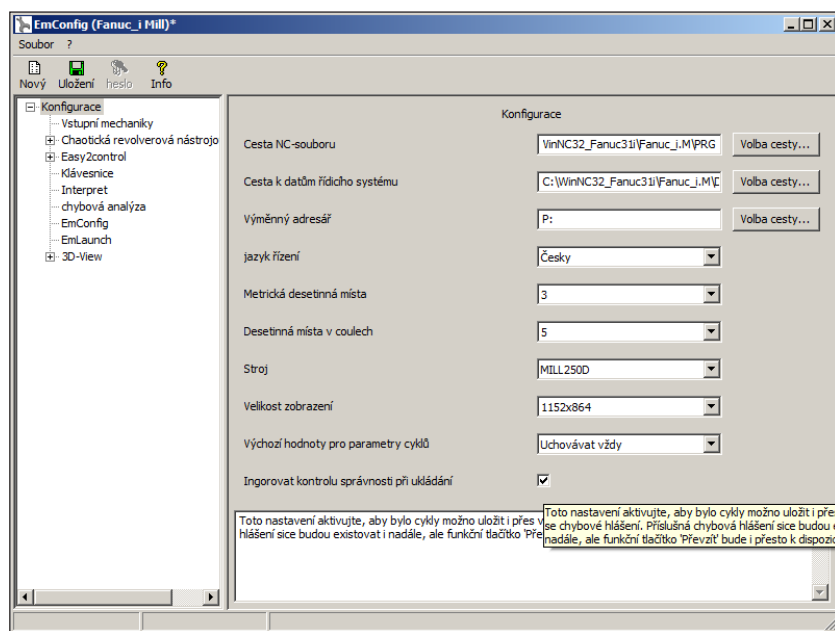 EmConfig (Fanuc_i Mill)*
Soubor ?
Nový Uložení heslo Info
Konfigurace
Vstupní mechaniky
Chaotická revolverová nástrojo
Easy2control
Klávesnice
Interpret
chybová analýza
EmConfig
EmLaunch
3D-View
Konfigurace
Cesta NC-souboru VinNC32_Fanuc31i\Fanuc_i.M\PRG Volba cesty...
Cesta k datům řídicího systému C:\WinNC32_Fanuc31i\Fanuc_i.M\D Volba cesty...
Výměnný adresář P: Volba cesty...
jazyk řízení Česky
Metrická desetinná místa 3
Desetinná místa v coulech 5
Stroj MILL250D
Velikost zobrazení 1152x864
Výchozí hodnoty pro parametry cyklů Uchovávat vždy
Ingorovat kontrolu správnosti při ukládání
Toto nastavení aktivujte, aby bylo cykly možno uložit i přes v
hlášení sice budou existovat i nadále, ale funkční tlačítko 'Pře
Toto nastavení aktivujte, aby bylo cykly možno uložit i pře
se chybové hlášení. Příslušná chybová hlášení sice budou e
nadále, ale funkční tlačítko 'Převzít' bude i přesto k dispozic